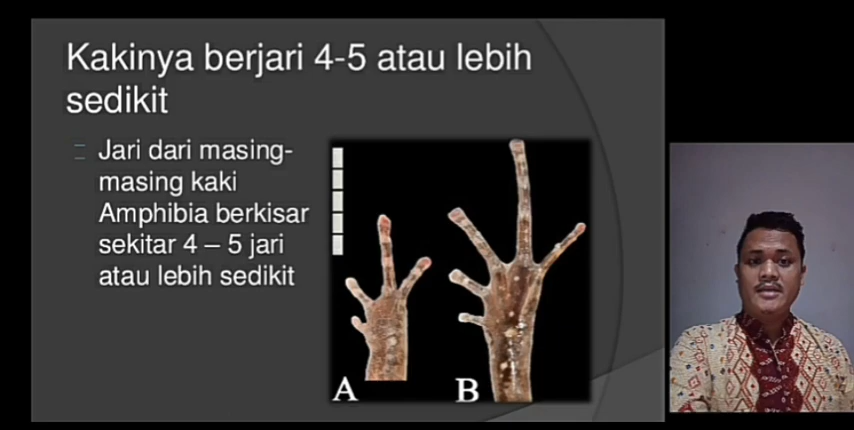 Kakinya berjari 4-5 atau lebih
sedikit
Jari dari masing-
masing kaki
Amphibia berkisar
sekitar 4 – 5 jari
atau lebih sedikit
A
B